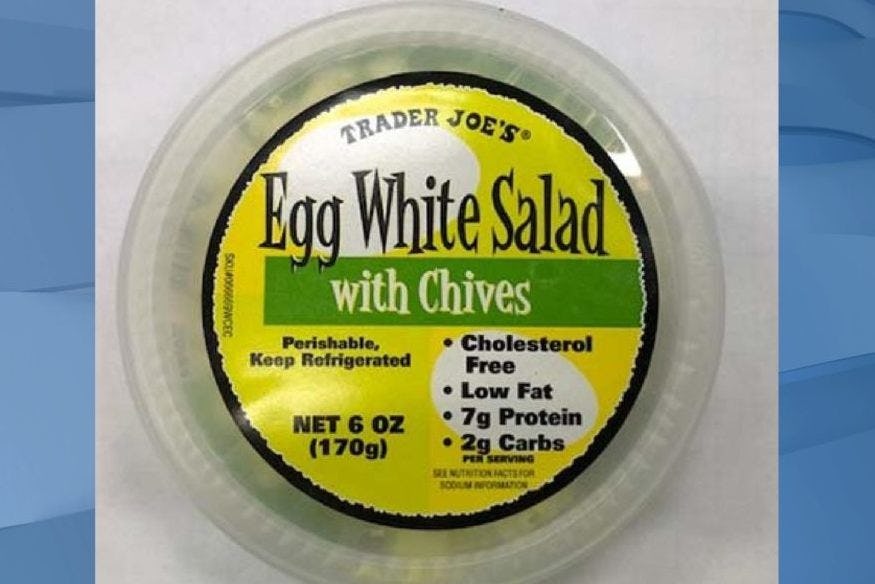 TRADER JOE'S®
Egg White Salad
with Chives
Perishable,
Keep Refrigerated
NET 6 OZ
(170g)
• Cholesterol
Free
• Low Fat
• 7g Protein
• 2g Carbs
PER SERVING
SEE NUTRITION FACTS FOR
SODIUM INFORMATION